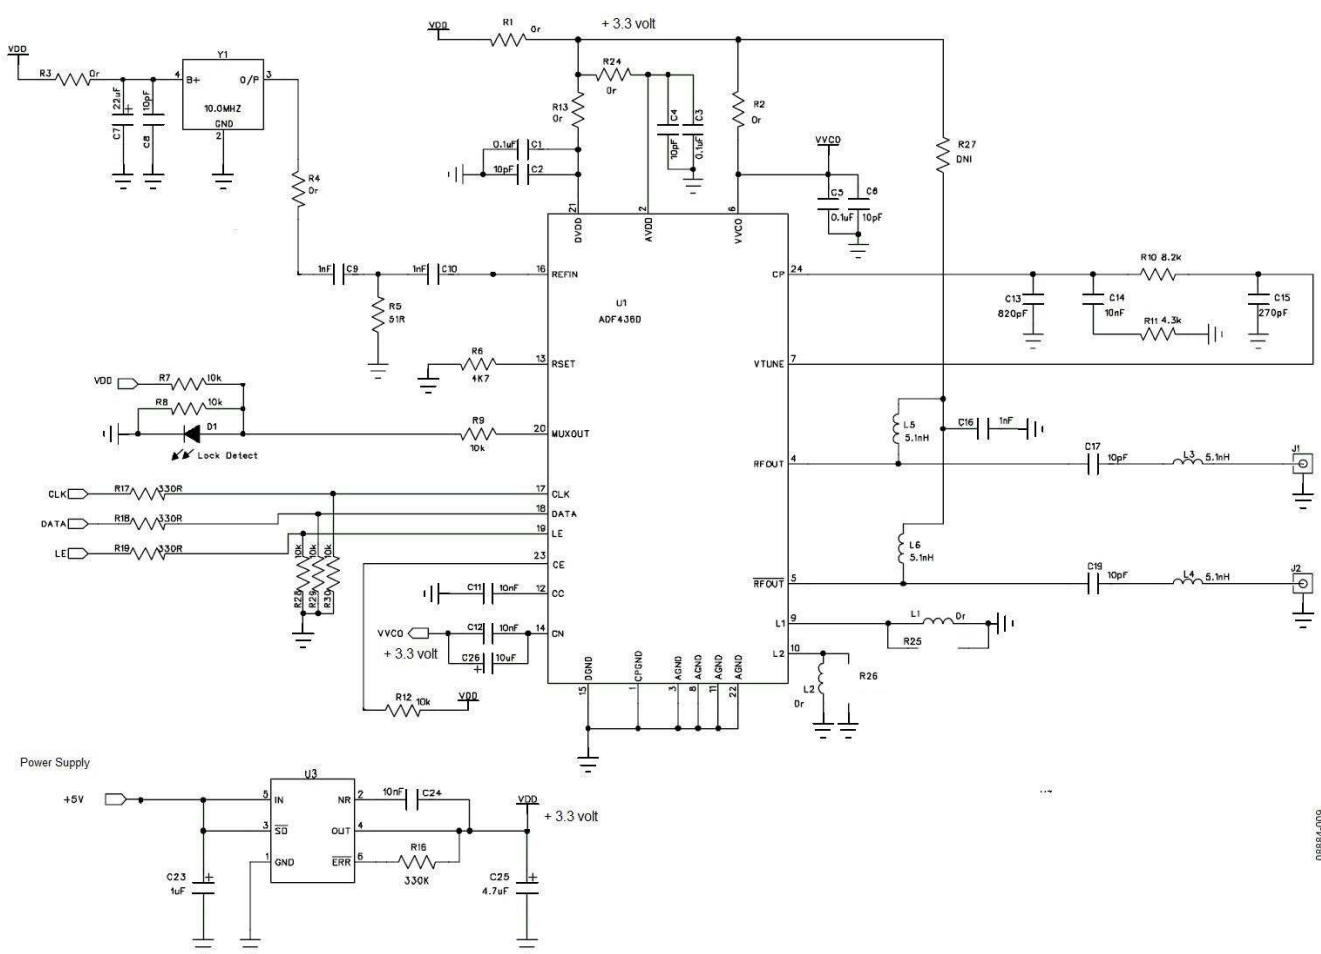 VDD
R1
0r
+ 3.3 volt
VDD
R3
0r
22uF
C7
10pF
C8
Y1
4
B+
O/P
3
10.0MHZ
GND
2
R4
0r
R24
0r
R13
0r
0.1uF
C1
10pF
C2
C4
10pF
C3
0.1uF
R2
0r
VVCO
C5
0.1uF
C6
10pF
R27
DNI
21
DVDD
2
AVDD
6
VVCO
1nF
C9
1nF
C10
16
REFIN
R5
51R
U1
ADF4360
CP
24
R10 8.2k
C13
820pF
C14
10nF
C15
270pF
R11 4.3k
R6
4K7
13
RSET
VTUNE
7
VDD
R7
10k
R8
10k
D1
Lock Detect
R9
10k
20
MUXOUT
L5
5.1nH
C16
1nF
RFOUT
4
C17
10pF
L3
5.1nH
J1
CLK
R17
330R
17
CLK
DATA
R18
330R
18
DATA
LE
R19
330R
19
LE
10k
10k
10k
R28
R29
R30
23
CE
L6
5.1nH
RFOUT
5
C19
10pF
L4
5.1nH
J2
C11
10nF
12
CC
VVCO
+ 3.3 volt
C12
10nF
14
CN
C26
10uF
L1
9
L1
0r
R25
L2
10
L2
0r
R26
R12
10k
VDD
DGND
15
CPGND
1
AGND
3
AGND
8
AGND
11
AGND
22
Power Supply
+5V
U3
5
IN
NR
2
10nF
C24
VDD
+ 3.3 volt
3
SD
OUT
4
1
GND
ERR
6
R16
330K
C23
1uF
C25
4.7uF
08884-009